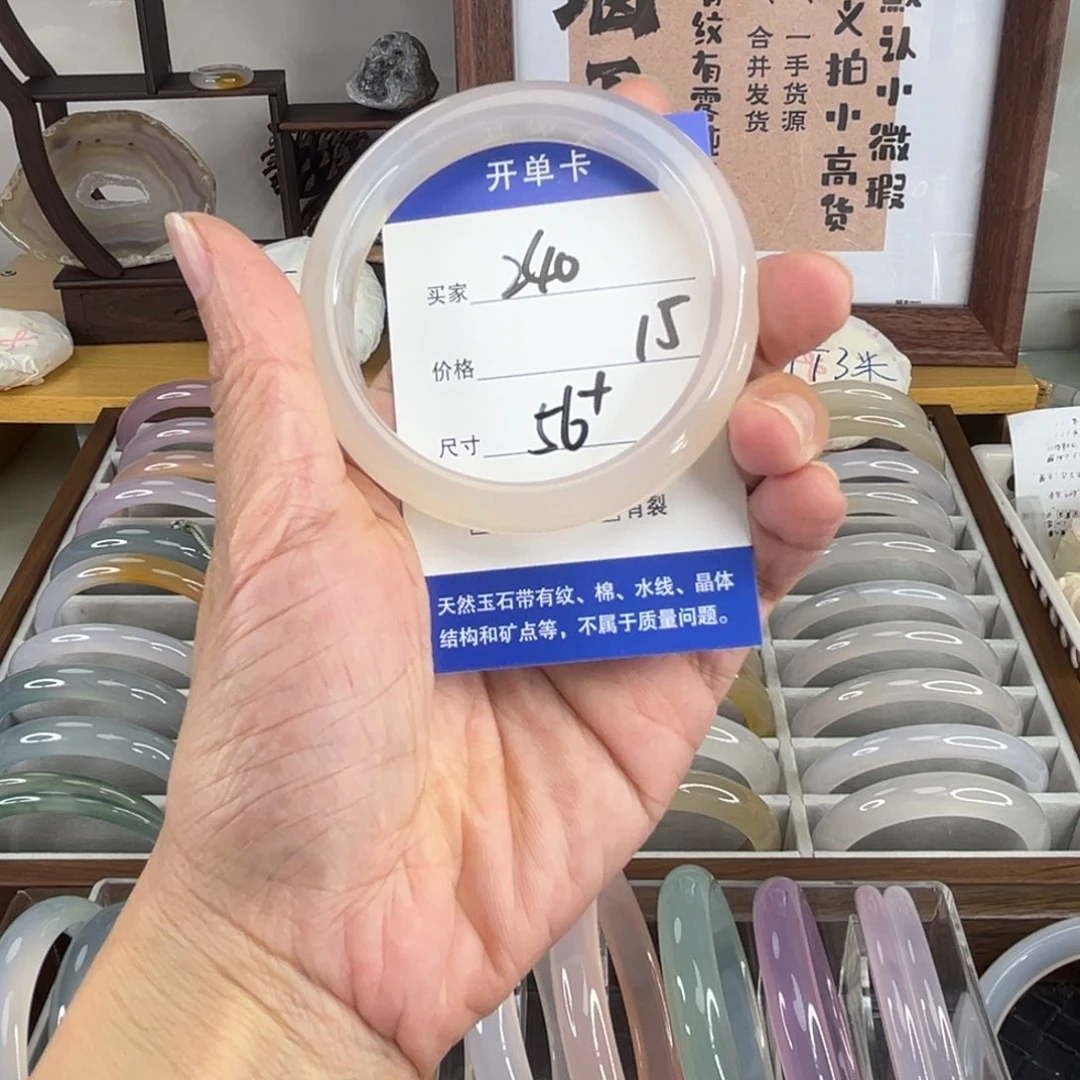 开单卡
买家 240
价格 15
尺寸 56+
有裂
天然玉石带有纹、棉、水线、晶体
结构和矿点等，不属于质量问题。
默认小微瑕
义拍小高货
一手货源
合并发货
纹有零
T3米